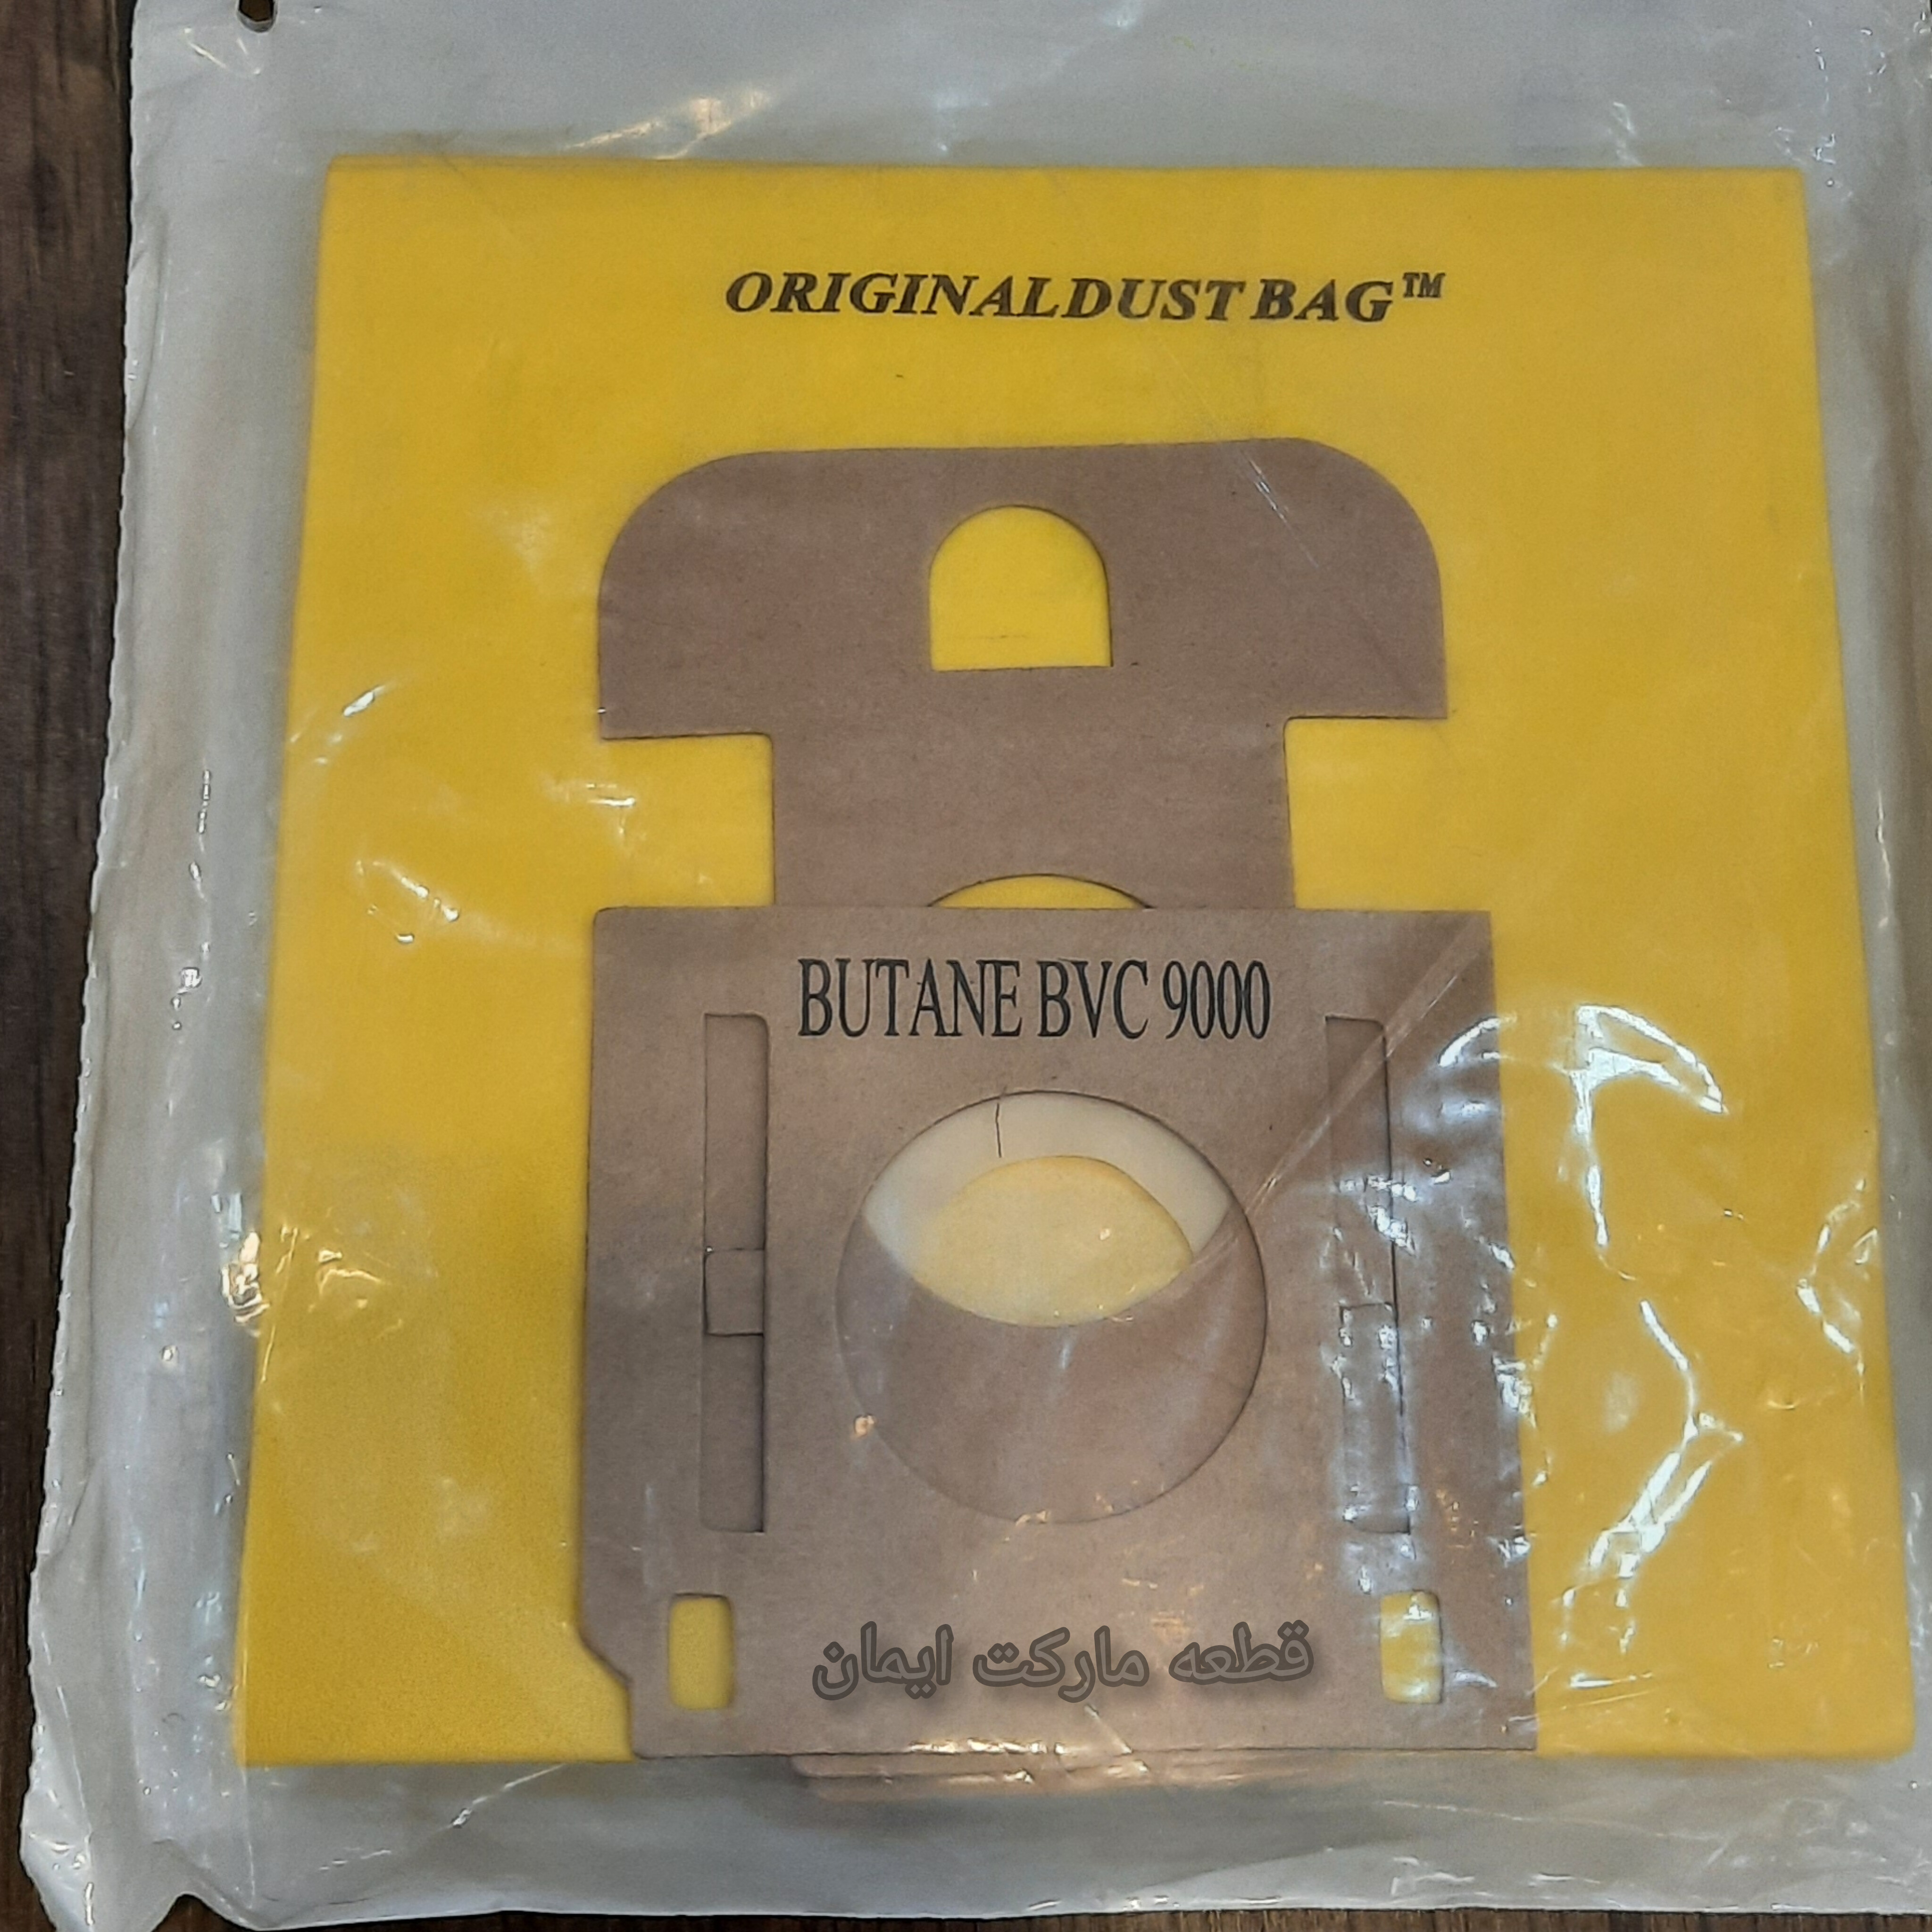 ORIGINALDUST BAG™
BUTANE BVC 9000
قطعه مارکت ایمان